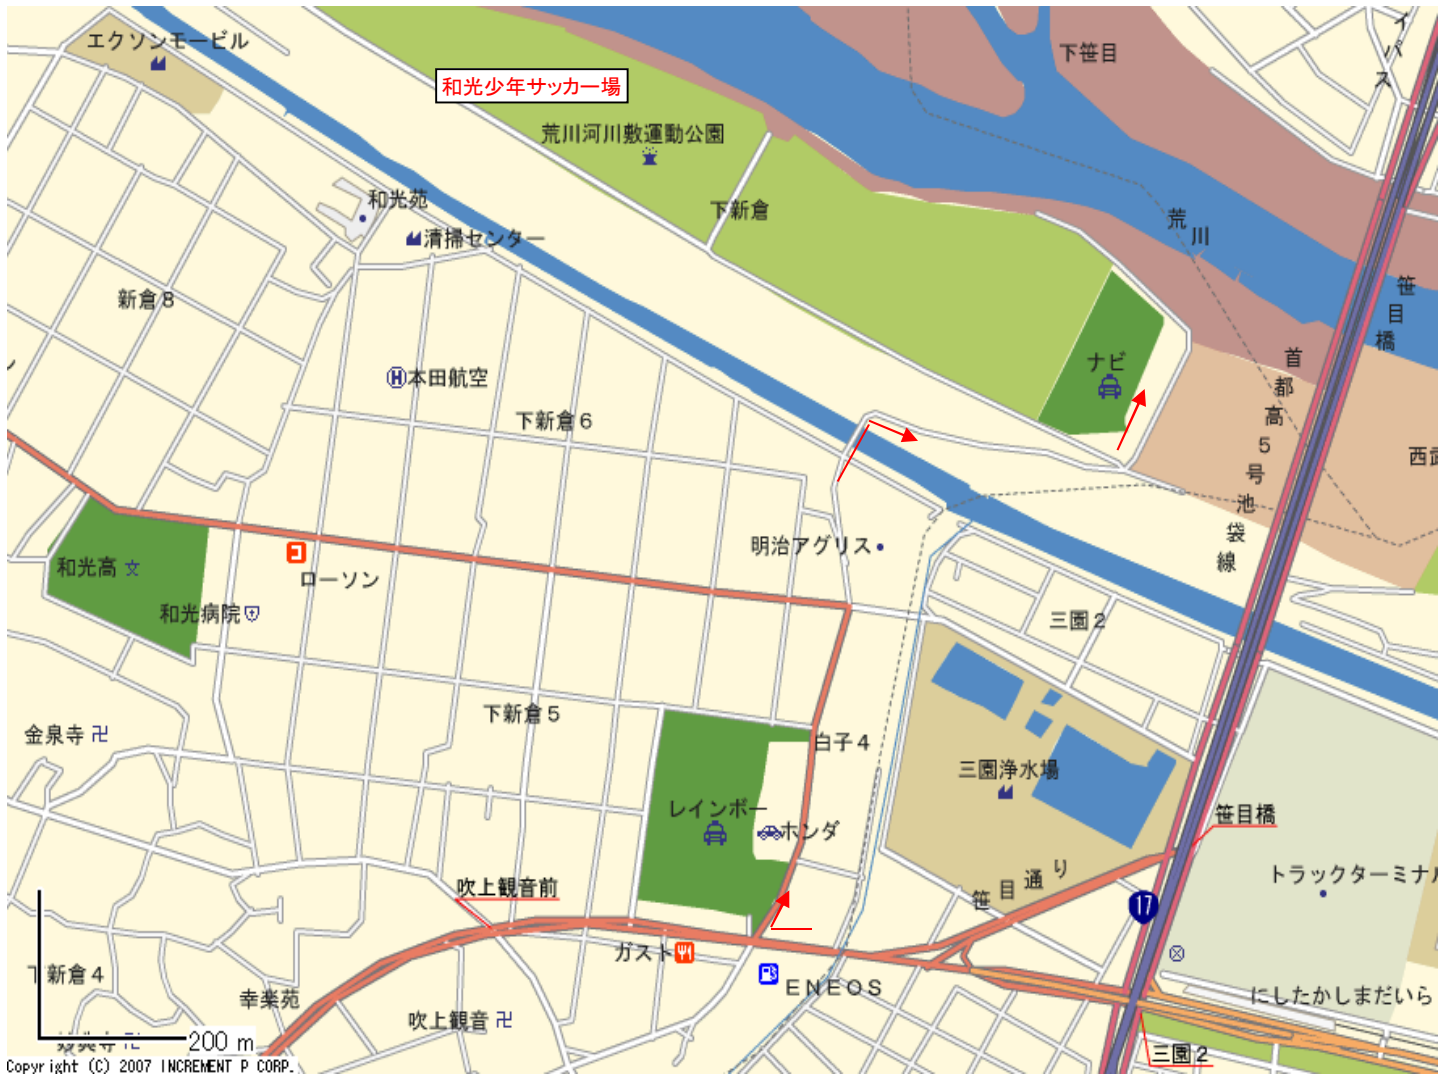 エクソンモービル
和光少年サッカー場
イパス
下笹目
荒川河川敷運動公園
和光苑
下新倉
荒川
清掃センター
新倉8
笹目橋
首都高5号池袋線
ナビ
本田航空
下新倉6
西武
明治アグリス
和光高
ローソン
和光病院
三園2
下新倉5
金泉寺
白子4
三園浄水場
レインボー
ホンダ
笹目橋
笹目通り
トラックターミナル
吹上観音前
17
ガスト
下新倉4
ENEOS
幸楽苑
にしたかしまだいら
吹上観音
200 m
三園2
Copyright (C) 2007 INCREMENT P CORP.